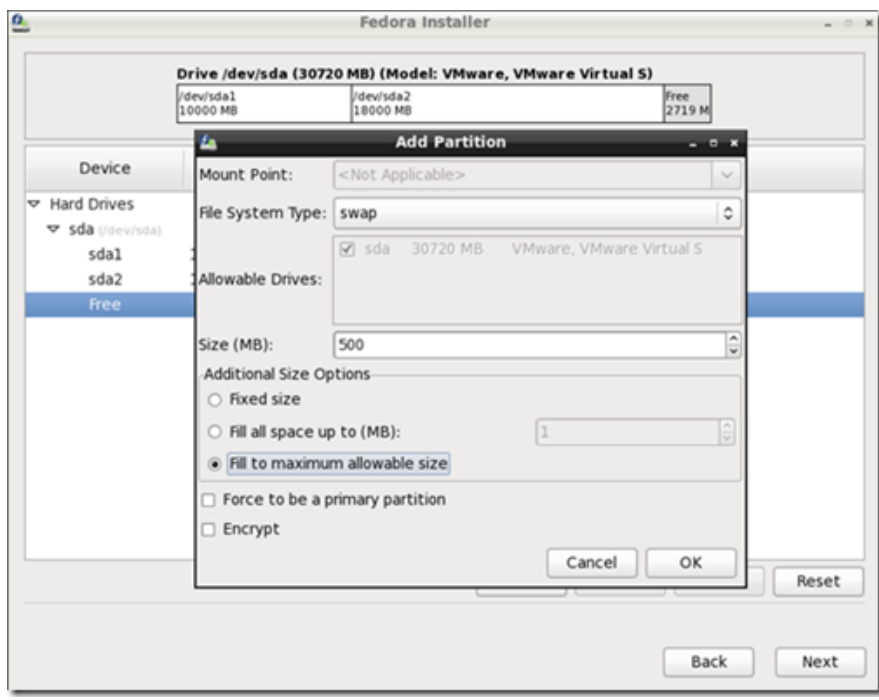 Fedora Installer
Drive /dev/sda (30720 MB) (Model: VMware, VMware Virtual S)
/dev/sda1 /dev/sda2 Free
10000 MB 18000 MB 2719 M
Add Partition
Device
Mount Point: <Not Applicable>
Hard Drives
File System Type: swap
sda (/dev/sda)
sda 30720 MB VMware, VMware Virtual S
sda1
sda2
Allowable Drives:
Free
Size (MB): 500
Additional Size Options
Fixed size
Fill all space up to (MB): 1
Fill to maximum allowable size
Force to be a primary partition
Encrypt
Cancel OK
Reset
Back Next